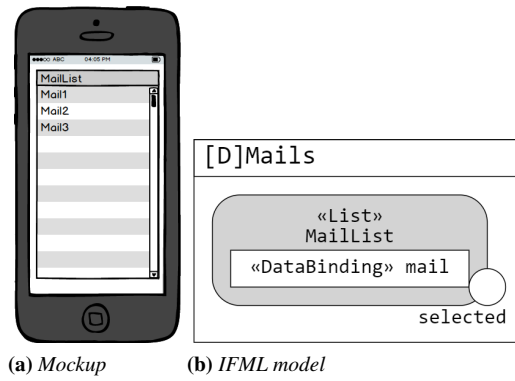 ●●●○○ ABC 04:05 PM
MailList
Mail1
Mail2
Mail3
[D]Mails
«List»
MailList
«DataBinding» mail
selected
(a) Mockup
(b) IFML model